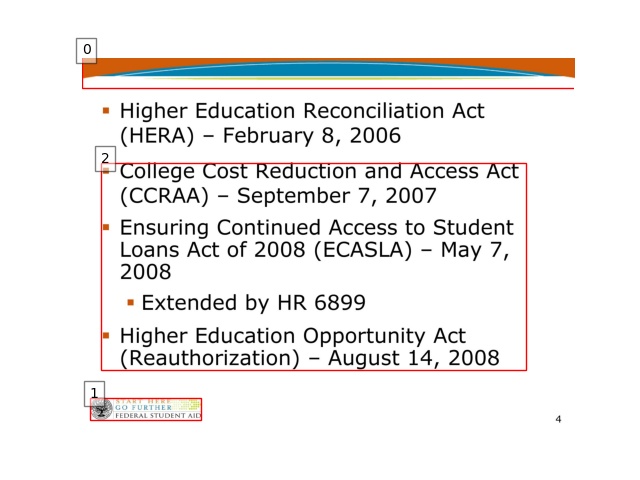 0
▪ Higher Education Reconciliation Act
(HERA) – February 8, 2006
2
▪ College Cost Reduction and Access Act
(CCRAA) – September 7, 2007
▪ Ensuring Continued Access to Student
Loans Act of 2008 (ECASLA) – May 7,
2008
▪ Extended by HR 6899
▪ Higher Education Opportunity Act
(Reauthorization) – August 14, 2008
1
START HERE
GO FURTHER
FEDERAL STUDENT AID
4